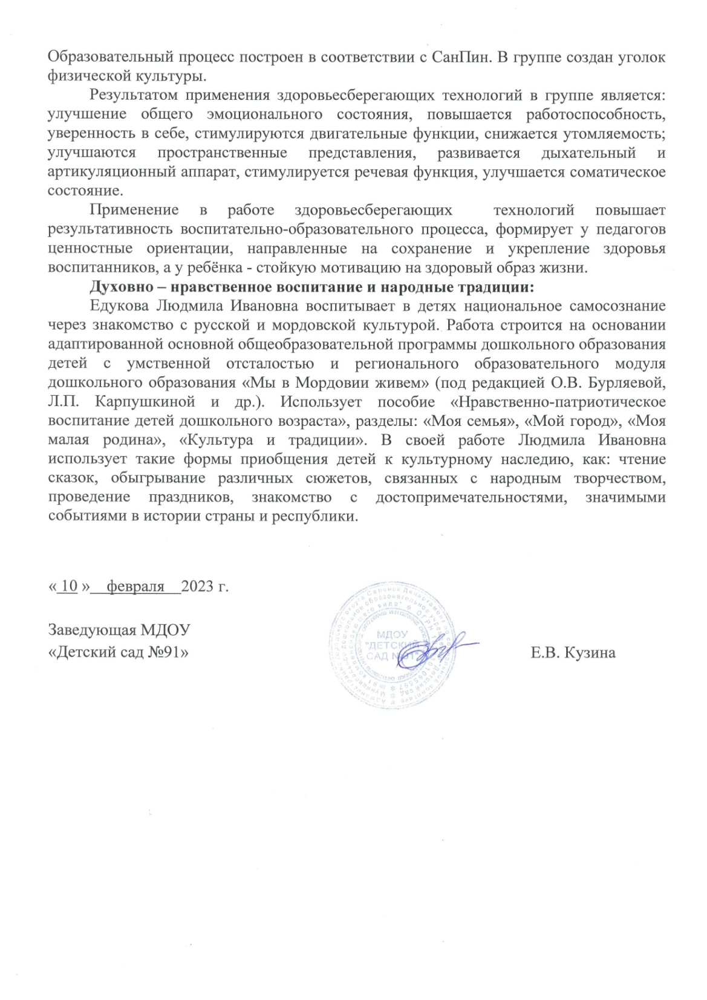 Образовательный процесс построен в соответствии с СанПин. В группе создан уголок
физической культуры.
Результатом применения здоровьесберегающих технологий в группе является:
улучшение общего эмоционального состояния, повышается работоспособность,
уверенность в себе, стимулируются двигательные функции, снижается утомляемость;
улучшаются пространственные представления, развивается дыхательный и
артикуляционный аппарат, стимулируется речевая функция, улучшается соматическое
состояние.
Применение в работе здоровьесберегающих технологий повышает
результативность воспитательно-образовательного процесса, формирует у педагогов
ценностные ориентации, направленные на сохранение и укрепление здоровья
воспитанников, а у ребёнка - стойкую мотивацию на здоровый образ жизни.
Духовно – нравственное воспитание и народные традиции:
Едукова Людмила Ивановна воспитывает в детях национальное самосознание
через знакомство с русской и мордовской культурой. Работа строится на основании
адаптированной основной общеобразовательной программы дошкольного образования
детей с умственной отсталостью и регионального образовательного модуля
дошкольного образования «Мы в Мордовии живем» (под редакцией О.В. Бурляевой,
Л.П. Карпушкиной и др.). Использует пособие «Нравственно-патриотическое
воспитание детей дошкольного возраста», разделы: «Моя семья», «Мой город», «Моя
малая родина», «Культура и традиции». В своей работе Людмила Ивановна
использует такие формы приобщения детей к культурному наследию, как: чтение
сказок, обыгрывание различных сюжетов, связанных с народным творчеством,
проведение праздников, знакомство с достопримечательностями, значимыми
событиями в истории страны и республики.
« 10 » февраля 2023 г.
Заведующая МДОУ
«Детский сад №91»
МДОУ
"ДЕТСКИЙ
САД №91"
Е.В. Кузина